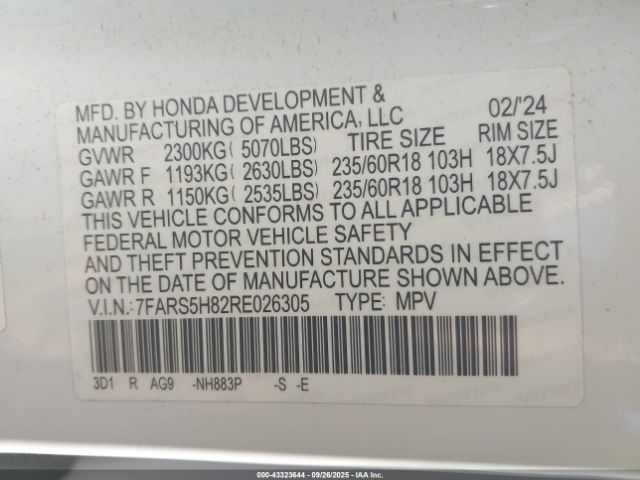 MFD. BY HONDA DEVELOPMENT &
MANUFACTURING OF AMERICA, LLC 02/'24
GVWR 2300KG( 5070LBS) TIRE SIZE RIM SIZE
GAWR F 1193KG( 2630LBS) 235/60R18 103H 18X7.5J
GAWR R 1150KG( 2535LBS) 235/60R18 103H 18X7.5J
THIS VEHICLE CONFORMS TO ALL APPLICABLE
FEDERAL MOTOR VEHICLE SAFETY
AND THEFT PREVENTION STANDARDS IN EFFECT
ON THE DATE OF MANUFACTURE SHOWN ABOVE.
V.I.N.:7FARS5H82RE026305 TYPE: MPV
3D1 R AG9 -NH883P -S -E
000-43323644 - 09/26/2025 - IAA Inc.